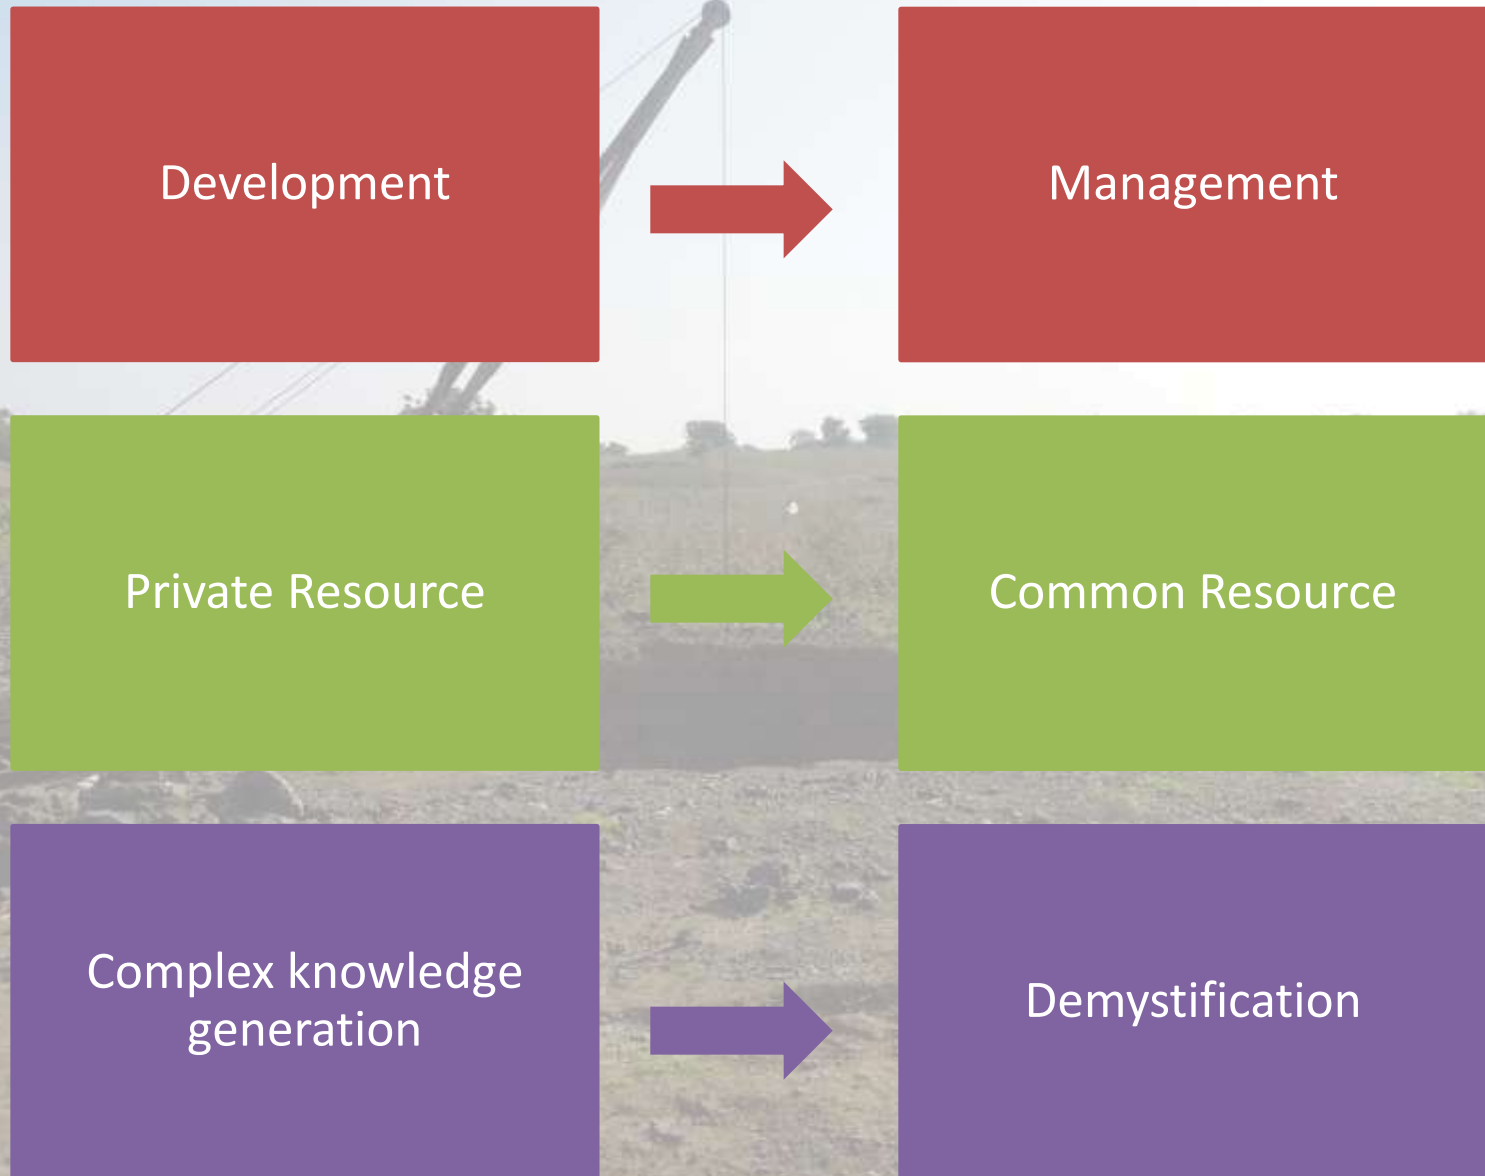 Development
Management
Private Resource
Common Resource
Complex knowledge
generation
Demystification